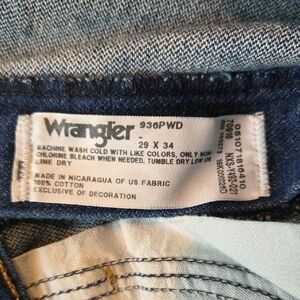 Wrangler. 936PWD
29 X 34
MACHINE WASH COLD WITH LIKE COLORS, ONLY NON-
CHLORINE BLEACH WHEN NEEDED, TUMBLE DRY LOW OR
LINE DRY
MADE IN NICARAGUA OF US FABRIC
100% COTTON
EXCLUSIVE OF DECORATION